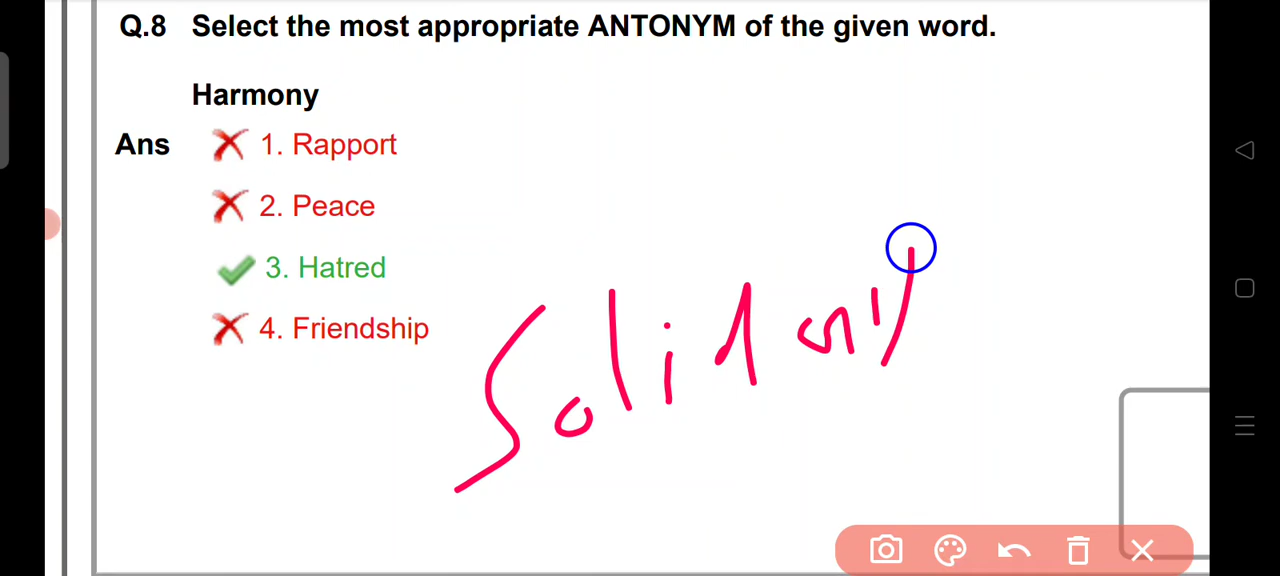 Q.8 Select the most appropriate ANTONYM of the given word.
Harmony
Ans 1. Rapport
2. Peace
3. Hatred
4. Friendship